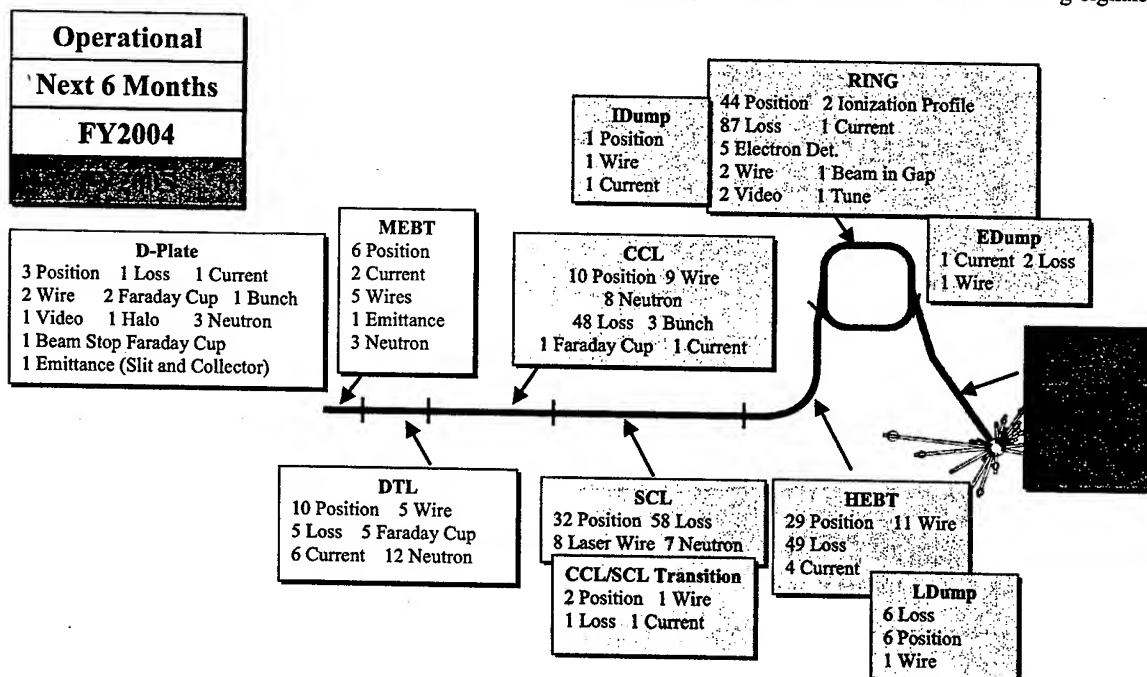 Operational
Next 6 Months
FY2004
RING
44 Position 2 Ionization Profile
87 Loss 1 Current
5 Electron Det.
2 Wire 1 Beam in Gap
2 Video 1 Tune
IDump
1 Position
1 Wire
1 Current
EDump
1 Current 2 Loss
1 Wire
MEBT
6 Position
2 Current
5 Wires
1 Emittance
3 Neutron
D-Plate
3 Position 1 Loss 1 Current
2 Wire 2 Faraday Cup 1 Bunch
1 Video 1 Halo 3 Neutron
1 Beam Stop Faraday Cup
1 Emittance (Slit and Collector)
CCL
10 Position 9 Wire
8 Neutron
48 Loss 3 Bunch
1 Faraday Cup 1 Current
DTL
10 Position 5 Wire
5 Loss 5 Faraday Cup
6 Current 12 Neutron
SCL
32 Position 58 Loss
8 Laser Wire 7 Neutron
CCL/SCL Transition
2 Position 1 Wire
1 Loss 1 Current
HEBT
29 Position 11 Wire
49 Loss
4 Current
LDump
6 Loss
6 Position
1 Wire